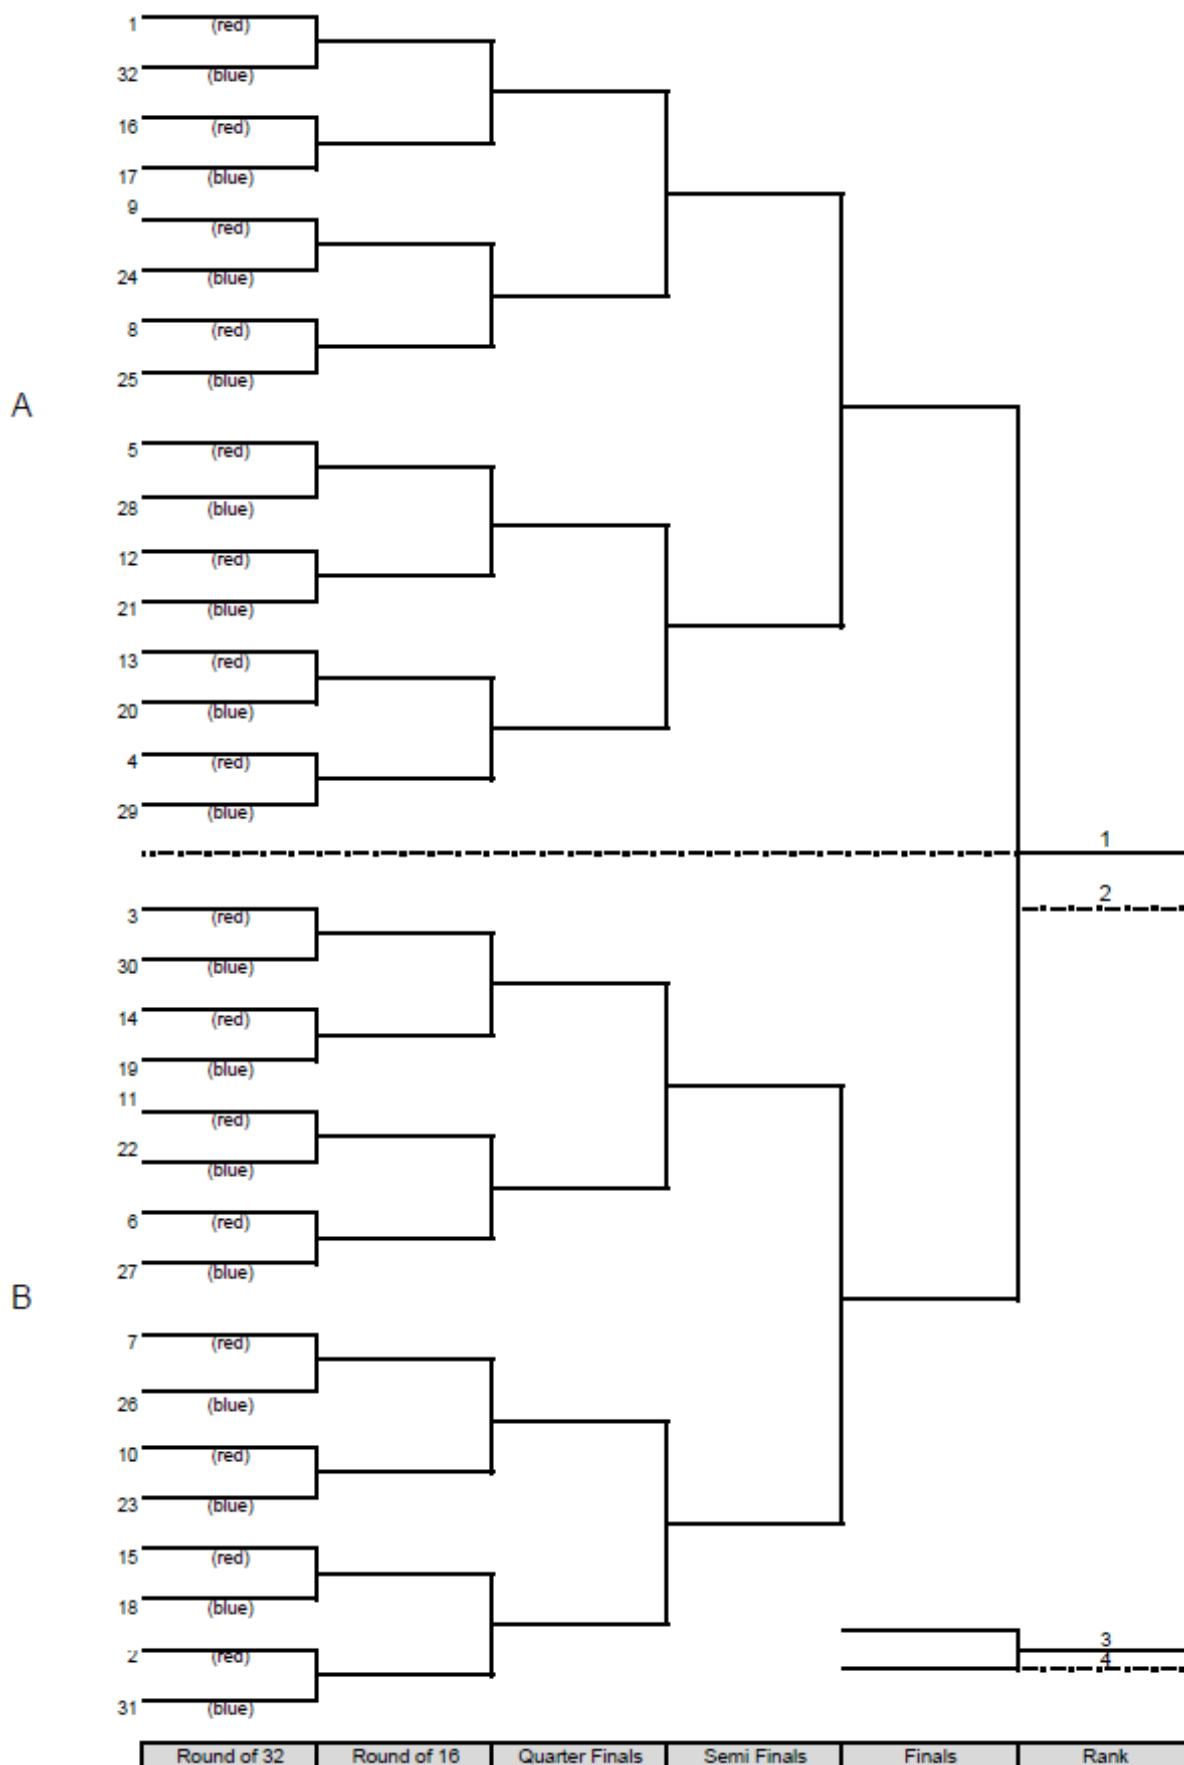 1 (red)
32 (blue)
16 (red)
17 (blue)
9 (red)
24 (blue)
8 (red)
25 (blue)
A
5 (red)
28 (blue)
12 (red)
21 (blue)
13 (red)
20 (blue)
4 (red)
29 (blue)
1
2
3 (red)
30 (blue)
14 (red)
19 (blue)
11 (red)
22 (blue)
6 (red)
27 (blue)
B
7 (red)
26 (blue)
10 (red)
23 (blue)
15 (red)
18 (blue)
3
2 (red)
4
31 (blue)
Round of 32 Round of 16 Quarter Finals Semi Finals Finals Rank